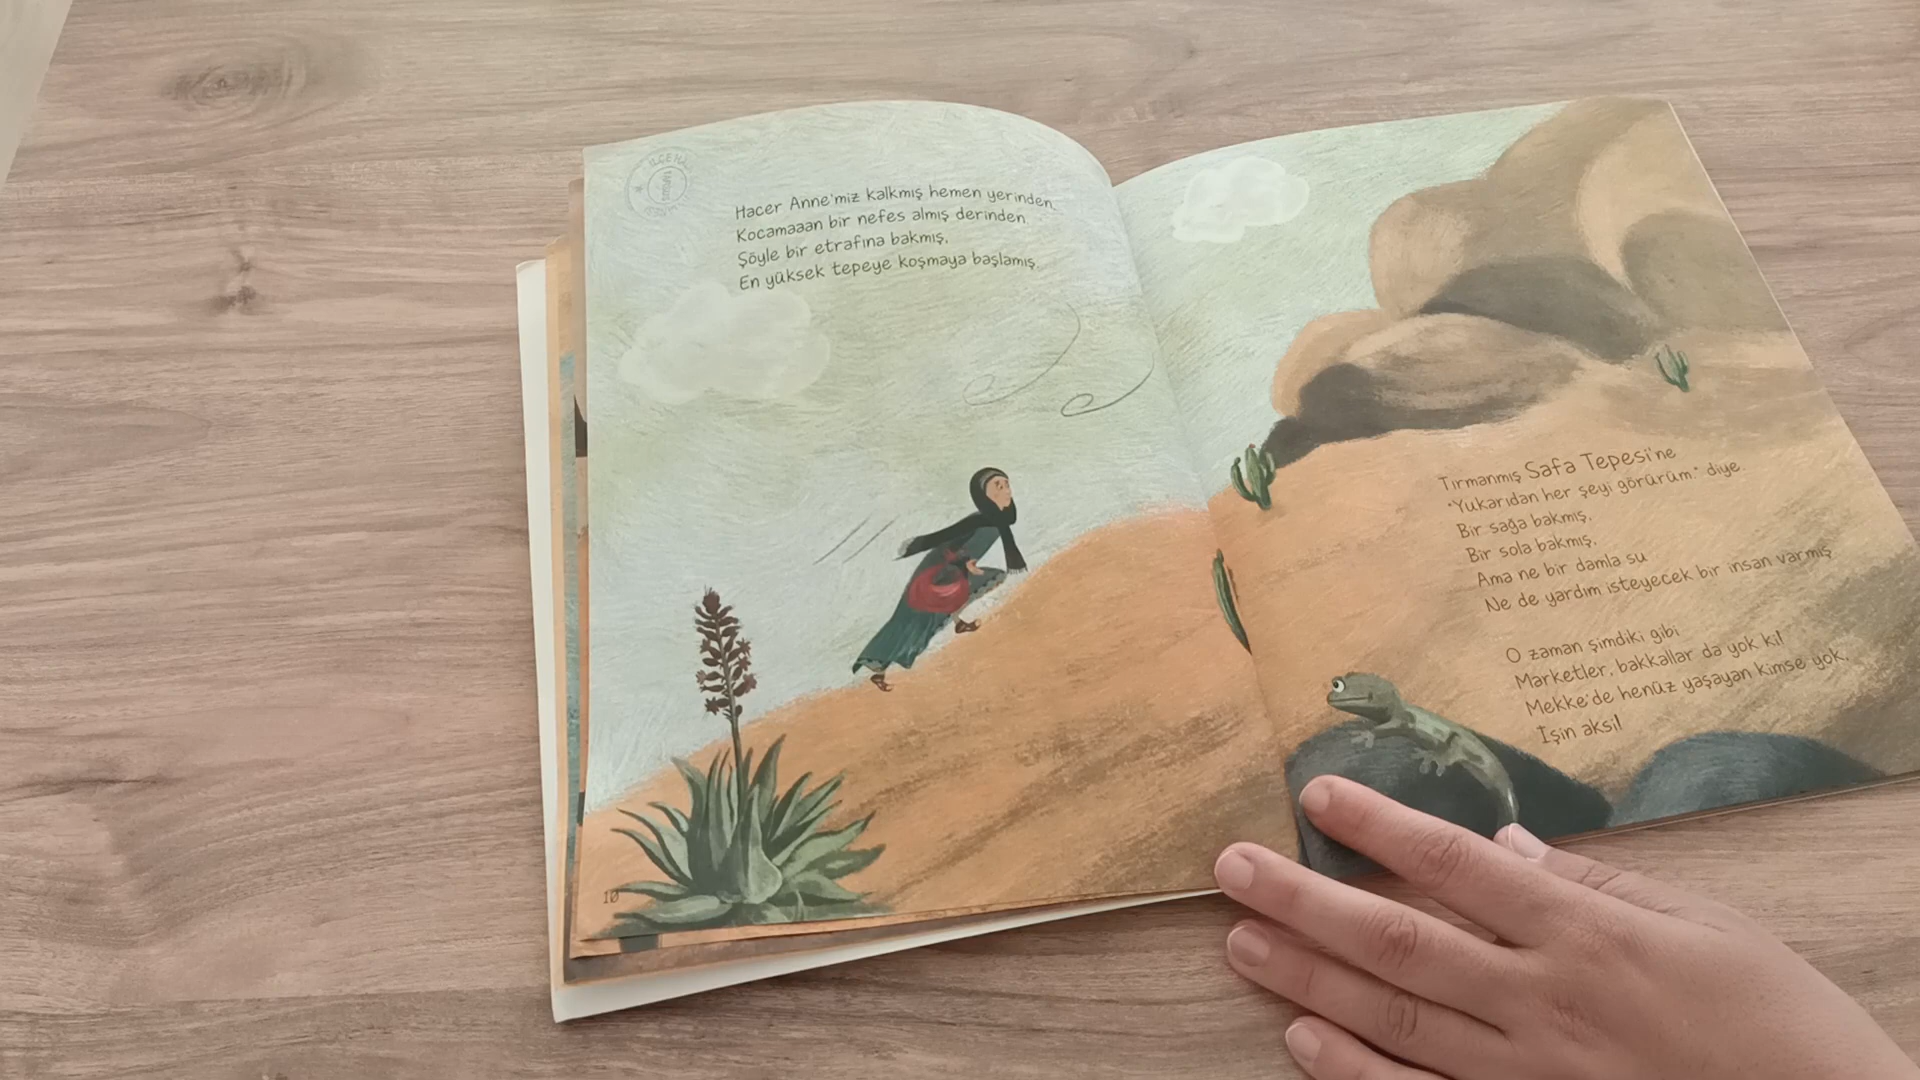 Hacer Anne'miz kalkmış hemen yerinden,
Kocamaaan bir nefes almış derinden.
Şöyle bir etrafına bakmış,
En yüksek tepeye koşmaya başlamış.
10
Tırmanmış Safa Tepesi'ne
"Yukarıdan her şeyi görürüm." diye.
Bir sağa bakmış,
Bir sola bakmış,
Ama ne bir damla su
Ne de yardım isteyecek bir insan varmış
O zaman şimdiki gibi
Marketler, bakkallar da yok ki!
Mekke'de henüz yaşayan kimse yok,
İşin aksi!